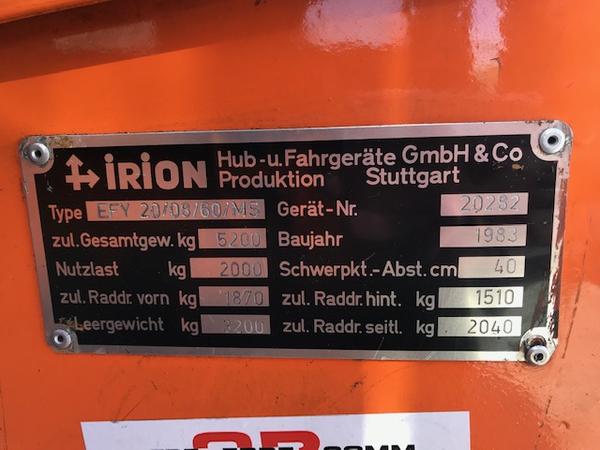 iRiON Hub-u.Fahrgeräte GmbH & Co
Produktion Stuttgart
Type EFY 20/08/60/MS Gerät-Nr. 20282
zul.Gesamtgew. kg 5200 Baujahr 1983
Nutzlast kg 2000 Schwerpkt.-Abst.cm 40
zul. Raddr. vorn kg 1870 zul. Raddr. hint. kg 1510
Leergewicht kg 3200 zul. Raddr. seitl. kg 2040